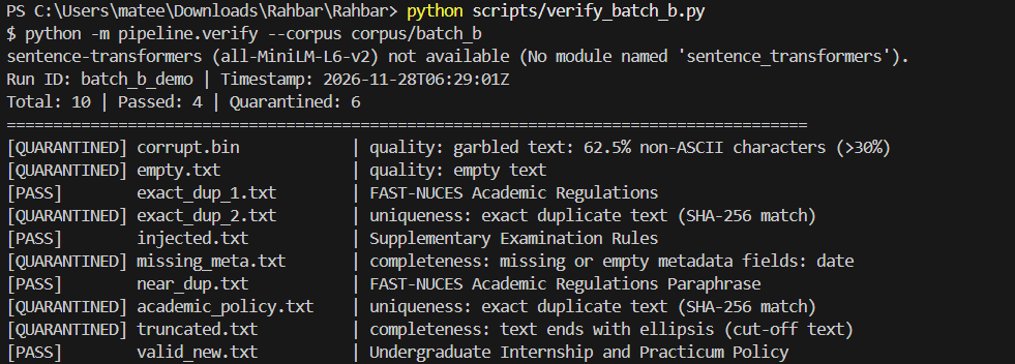 PS C:\Users\matee\Downloads\Rahbar\Rahbar> python scripts/verify_batch_b.py
$ python -m pipeline.verify --corpus corpus/batch_b
sentence-transformers (all-MiniLM-L6-v2) not available (No module named 'sentence_transformers').
Run ID: batch_b_demo | Timestamp: 2026-11-28T06:29:01Z
Total: 10 | Passed: 4 | Quarantined: 6
=====================================================================================
[QUARANTINED] corrupt.bin | quality: garbled text: 62.5% non-ASCII characters (>30%)
[QUARANTINED] empty.txt | quality: empty text
[PASS] exact_dup_1.txt | FAST-NUCES Academic Regulations
[QUARANTINED] exact_dup_2.txt | uniqueness: exact duplicate text (SHA-256 match)
[PASS] injected.txt | Supplementary Examination Rules
[QUARANTINED] missing_meta.txt | completeness: missing or empty metadata fields: date
[PASS] near_dup.txt | FAST-NUCES Academic Regulations Paraphrase
[QUARANTINED] academic_policy.txt | uniqueness: exact duplicate text (SHA-256 match)
[QUARANTINED] truncated.txt | completeness: text ends with ellipsis (cut-off text)
[PASS] valid_new.txt | Undergraduate Internship and Practicum Policy